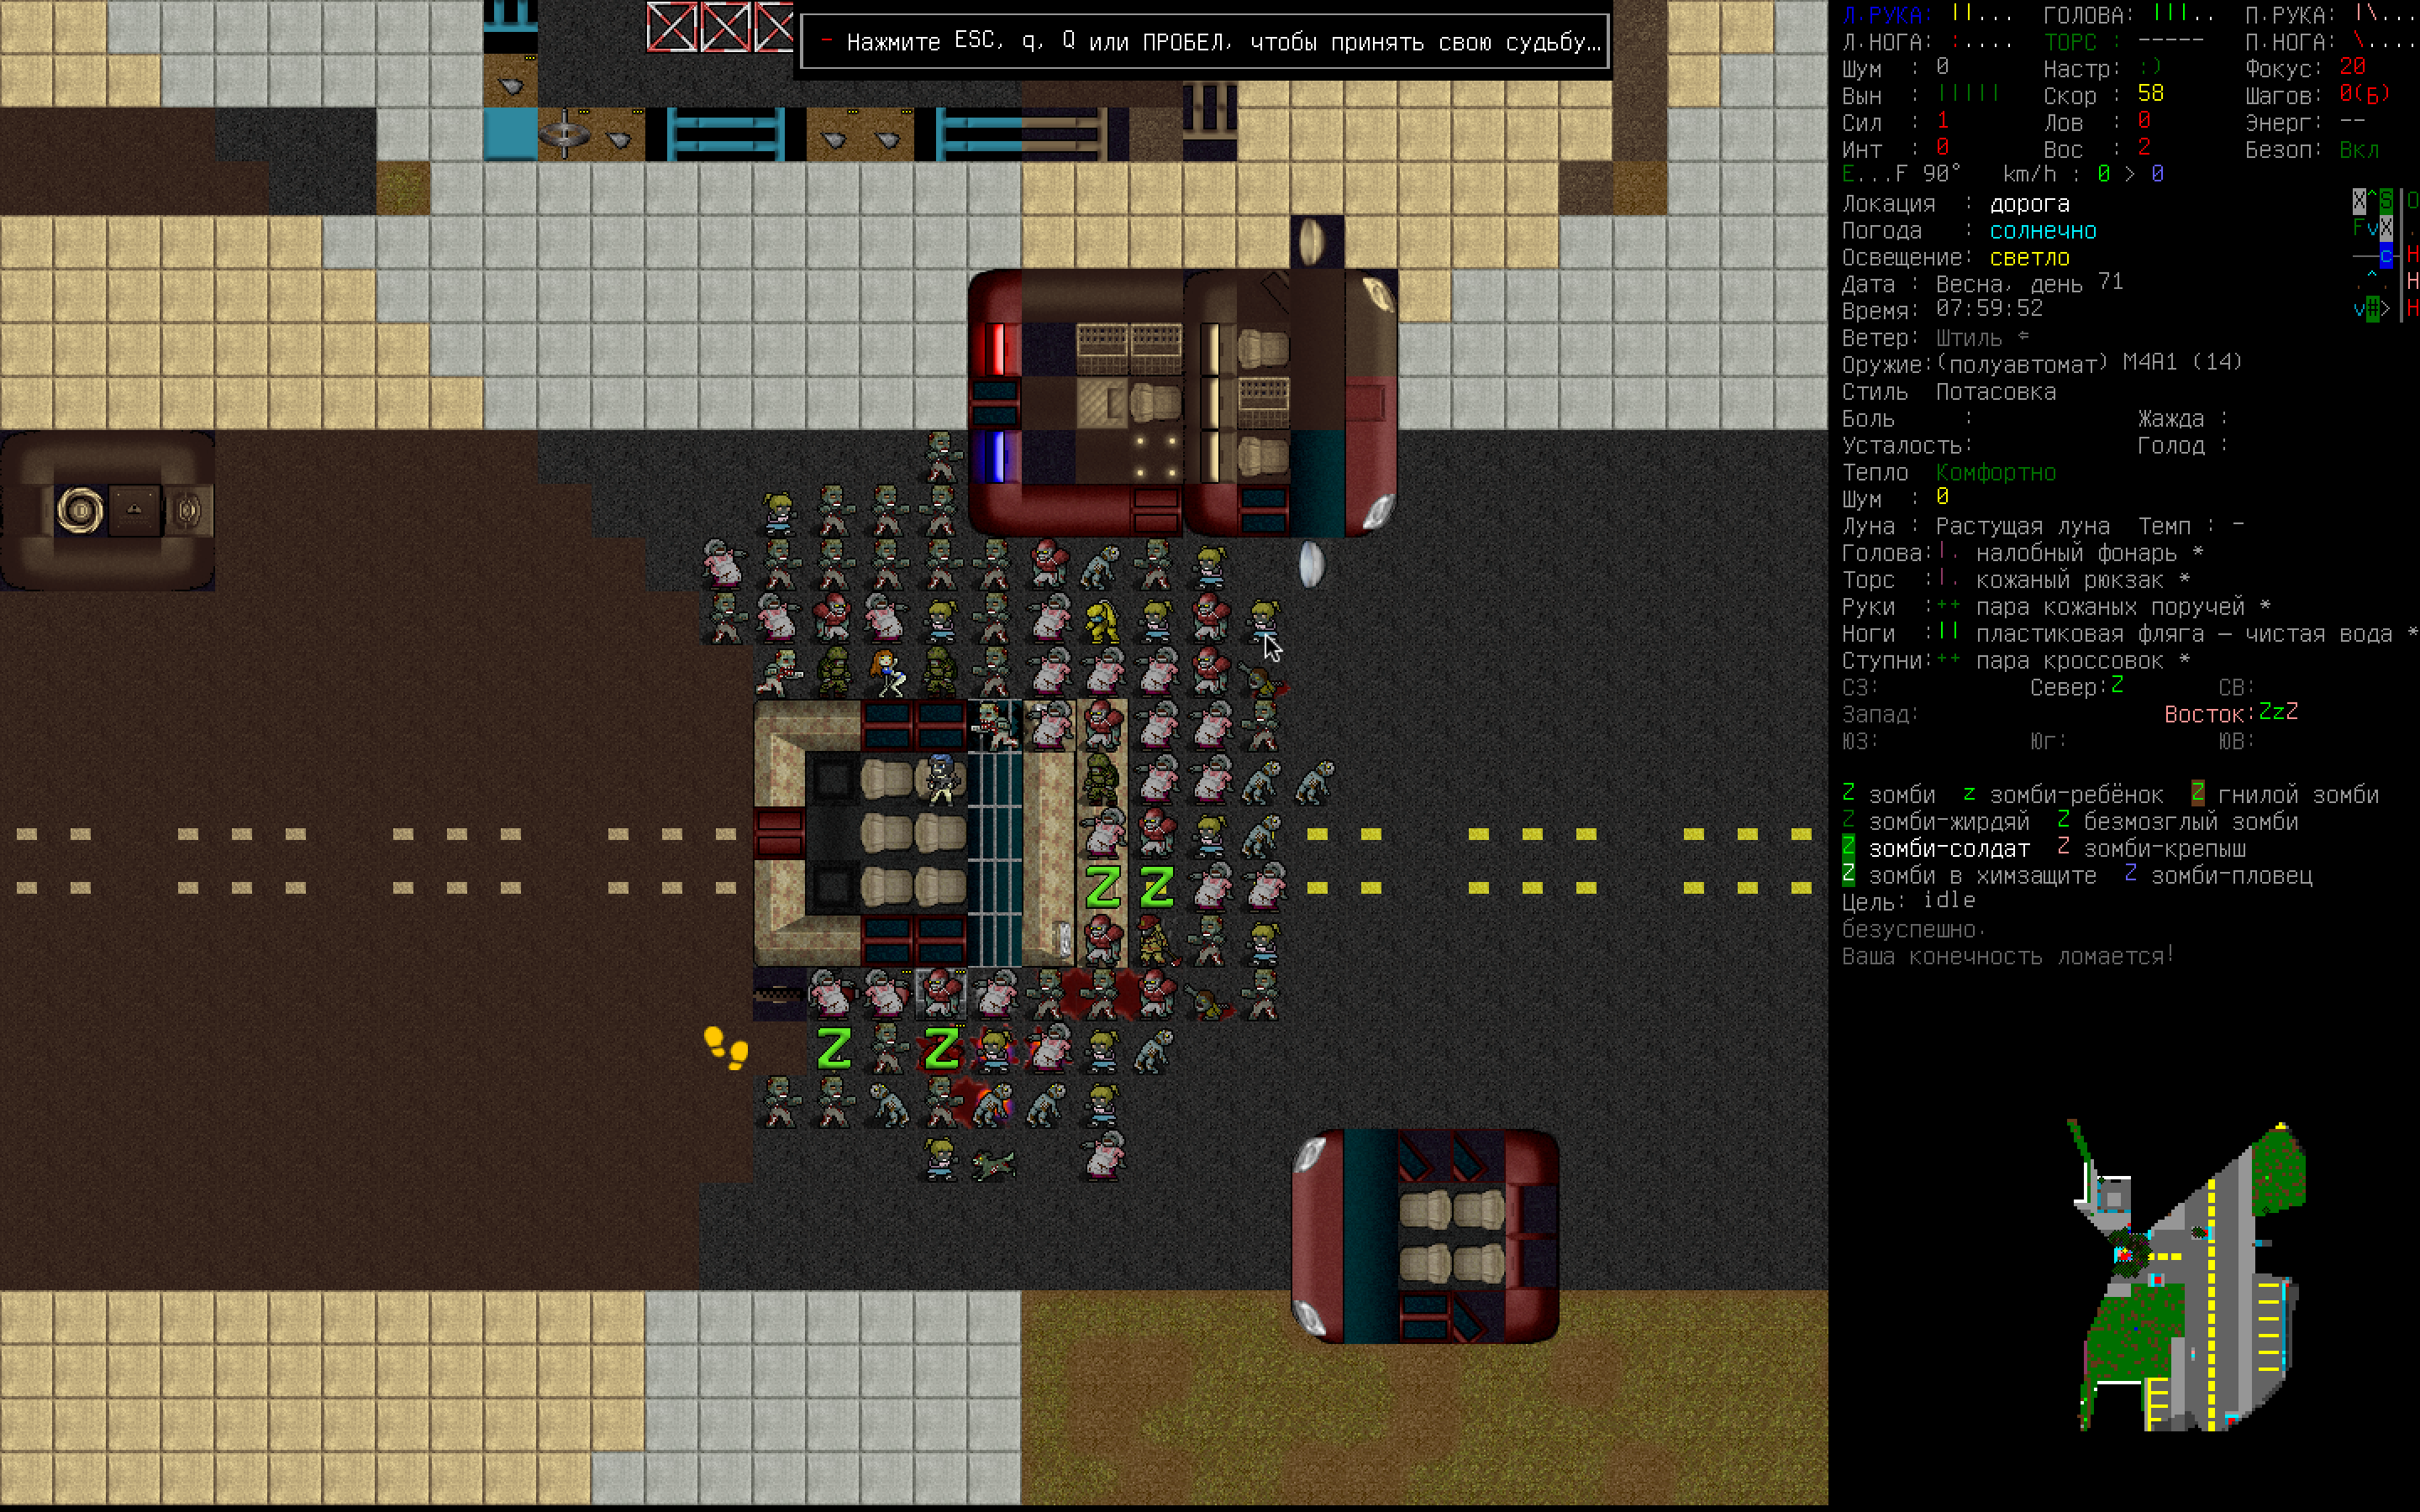 – Нажмите ESC, q, Q или ПРОБЕЛ, чтобы принять свою судьбу…
Л.РУКА: ||... ГОЛОВА: |||.. П.РУКА: |\...
Л.НОГА: :.... ТОРС : ----- П.НОГА: \....
Шум : 0 Настр: :) Фокус: 20
Вын : ||||| Скор : 58 Шагов: 0(Б)
Сил : 1 Лов : 0 Энерг: --
Инт : 0 Вос : 2 Безоп: Вкл
E...F 90° km/h : 0 > 0
Локация : дорога
Погода : солнечно
Освещение: светло
Дата : Весна, день 71
Время: 07:59:52
Ветер: Штиль ⇐
Оружие:(полуавтомат) M4A1 (14)
Стиль Потасовка
Боль : Жажда :
Усталость: Голод :
Тепло Комфортно
Шум : 0
Луна : Растущая луна Темп : -
Голова:|. налобный фонарь *
Торс :|. кожаный рюкзак *
Руки :++ пара кожаных поручей *
Ноги :|| пластиковая фляга – чистая вода *
Ступни:++ пара кроссовок *
СЗ: Север:Z СВ:
Запад: Восток:ZzZ
ЮЗ: Юг: ЮВ:
Z зомби z зомби-ребёнок Z гнилой зомби
Z зомби-жирдяй Z безмозглый зомби
Z зомби-солдат Z зомби-крепыш
Z зомби в химзащите Z зомби-пловец
Цель: idle
безуспешно.
Ваша конечность ломается!
Z Z
Z Z